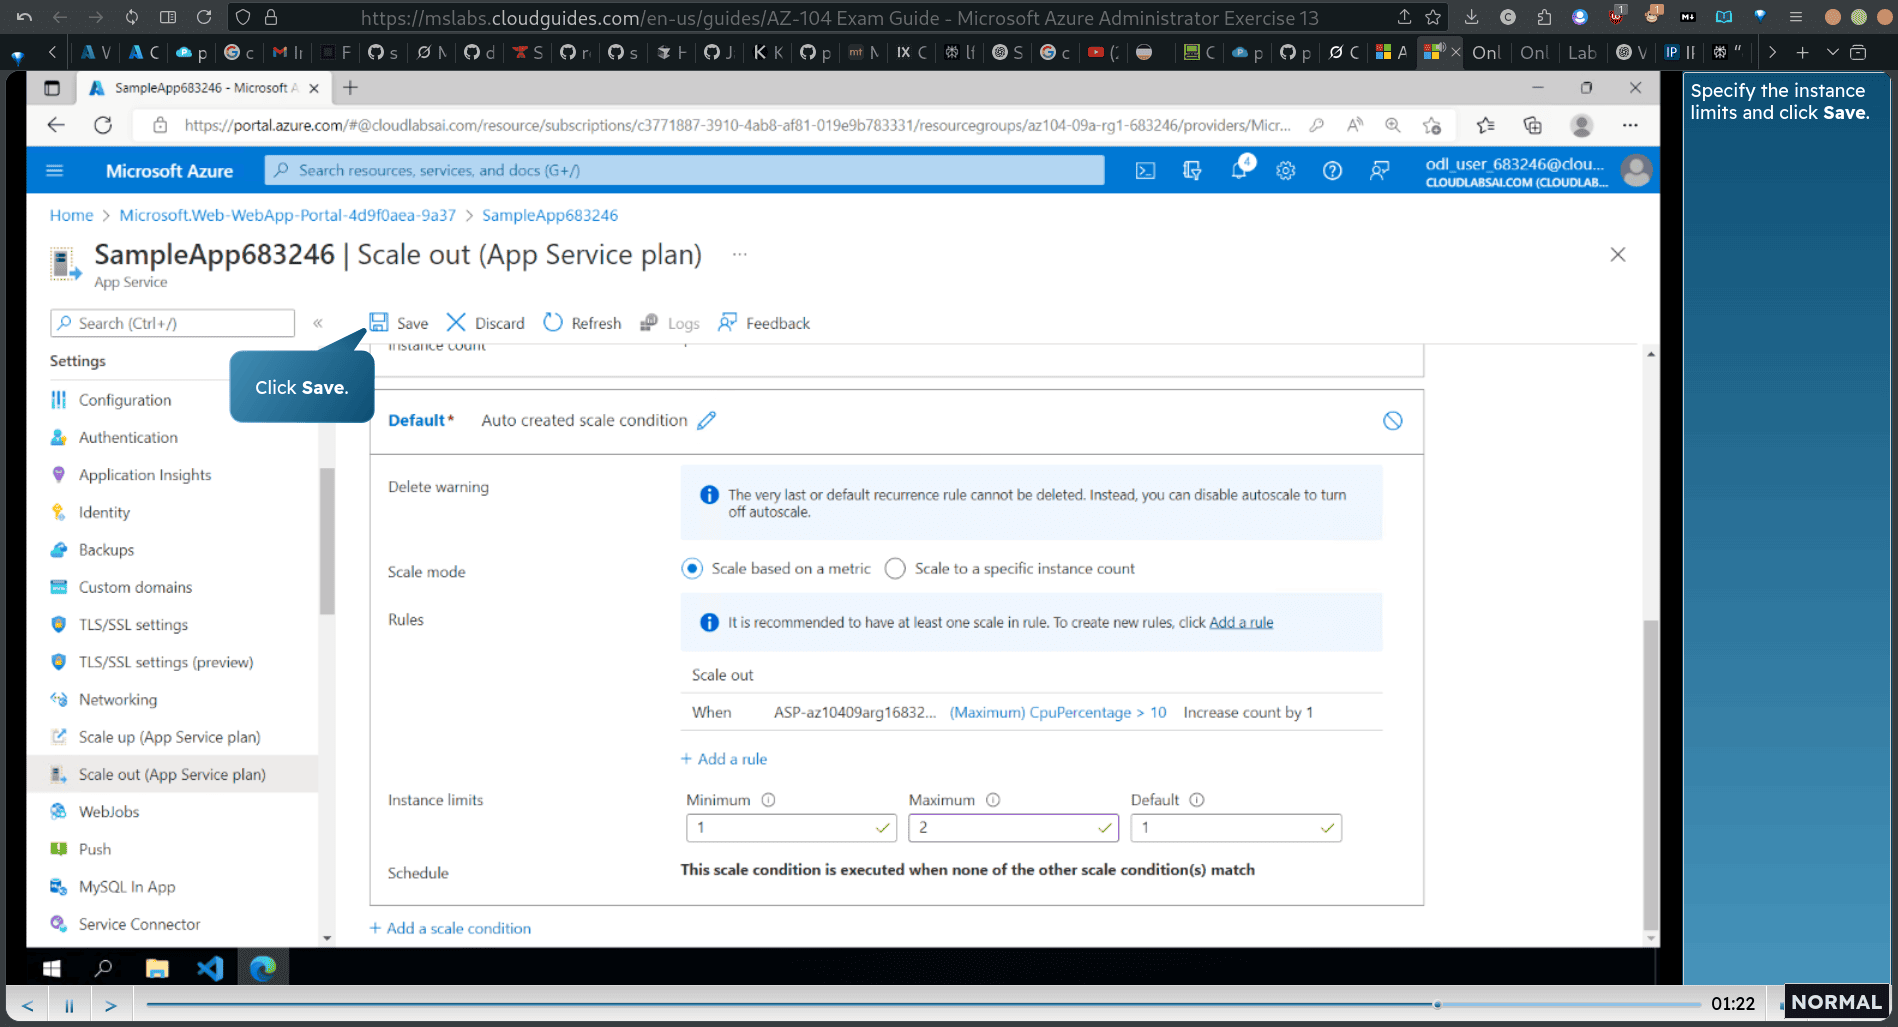 https://mslabs.cloudguides.com/en-us/guides/AZ-104 Exam Guide - Microsoft Azure Administrator Exercise 13
Specify the instance
limits and click Save.
SampleApp683246 - Microsoft A
https://portal.azure.com/#@cloudlabsai.com/resource/subscriptions/c3771887-3910-4ab8-af81-019e9b783331/resourcegroups/az104-09a-rg1-683246/providers/Micr...
Microsoft Azure
Search resources, services, and docs (G+/)
4
odl_user_683246@clou...
CLOUDLABSAI.COM (CLOUDLAB...
Home > Microsoft.Web-WebApp-Portal-4d9f0aea-9a37 > SampleApp683246
SampleApp683246 | Scale out (App Service plan) ...
App Service
Search (Ctrl+/)
«
Save
Discard
Refresh
Logs
Feedback
Click Save.
Settings
Configuration
Authentication
Application Insights
Identity
Backups
Custom domains
TLS/SSL settings
TLS/SSL settings (preview)
Networking
Scale up (App Service plan)
Scale out (App Service plan)
WebJobs
Push
MySQL In App
Service Connector
Instance count
Default* Auto created scale condition
Delete warning
The very last or default recurrence rule cannot be deleted. Instead, you can disable autoscale to turn
off autoscale.
Scale mode
Scale based on a metric
Scale to a specific instance count
Rules
It is recommended to have at least one scale in rule. To create new rules, click Add a rule
Scale out
When ASP-az10409arg16832... (Maximum) CpuPercentage > 10 Increase count by 1
+ Add a rule
Instance limits
Minimum
Maximum
Default
1
2
1
Schedule
This scale condition is executed when none of the other scale condition(s) match
+ Add a scale condition
01:22
NORMAL